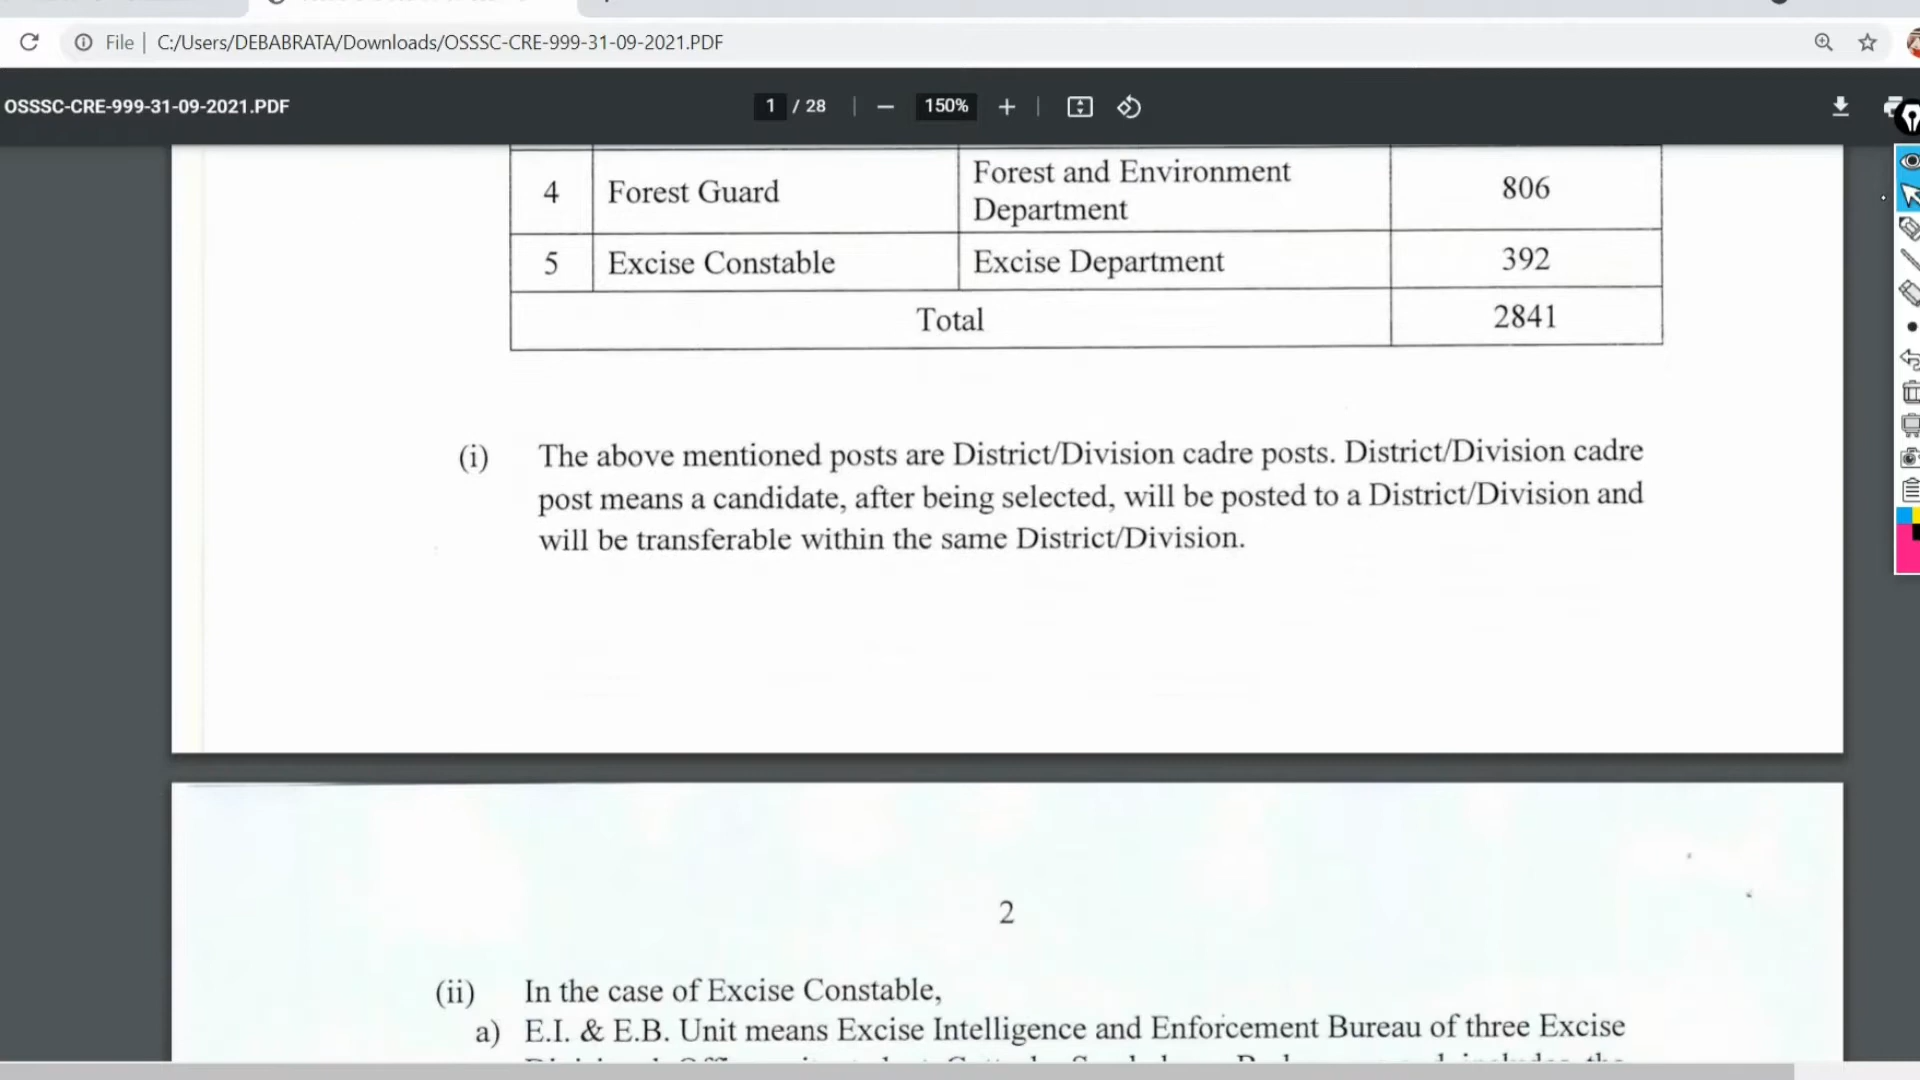 File
C:/Users/DEBABRATA/Downloads/OSSSC-CRE-999-31-09-2021.PDF
OSSSC-CRE-999-31-09-2021.PDF
1 / 28
150%
4 Forest Guard Forest and Environment Department 806
5 Excise Constable Excise Department 392
Total 2841
(i) The above mentioned posts are District/Division cadre posts. District/Division cadre
post means a candidate, after being selected, will be posted to a District/Division and
will be transferable within the same District/Division.
2
(ii) In the case of Excise Constable,
a) E.I. & E.B. Unit means Excise Intelligence and Enforcement Bureau of three Excise